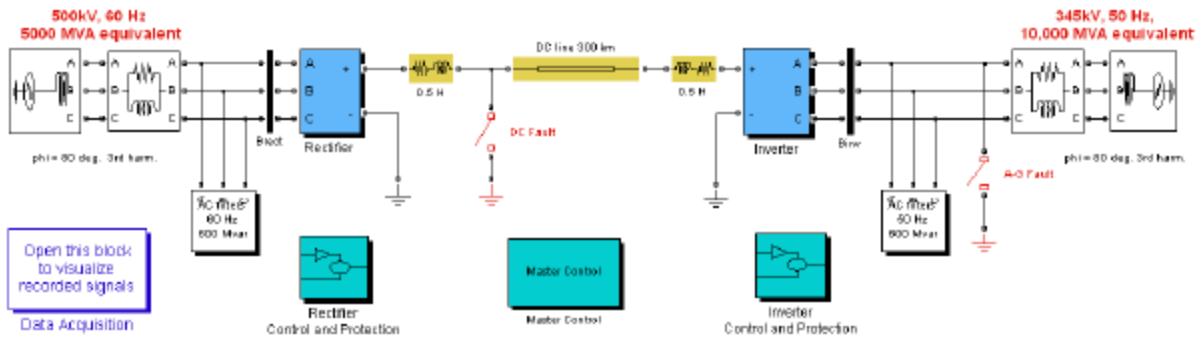 500kV, 60 Hz
5000 MVA equivalent
345kV, 50 Hz,
10,000 MVA equivalent
DC line 300 km
A
B
C
A
B
C
A
B
C
+
-
0.5 H
0.5 H
+
-
A
B
C
A
B
C
A
B
C
DC Fault
Brect
Rectifier
Inverter
Binv
phi = 80 deg. 3rd harm.
phi = 80 deg. 3rd harm.
A-G Fault
60 Hz
600 Mvar
50 Hz
600 Mvar
Open this block
to visualize
recorded signals
Data Acquisition
Rectifier
Control and Protection
Master Control
Master Control
Inverter
Control and Protection